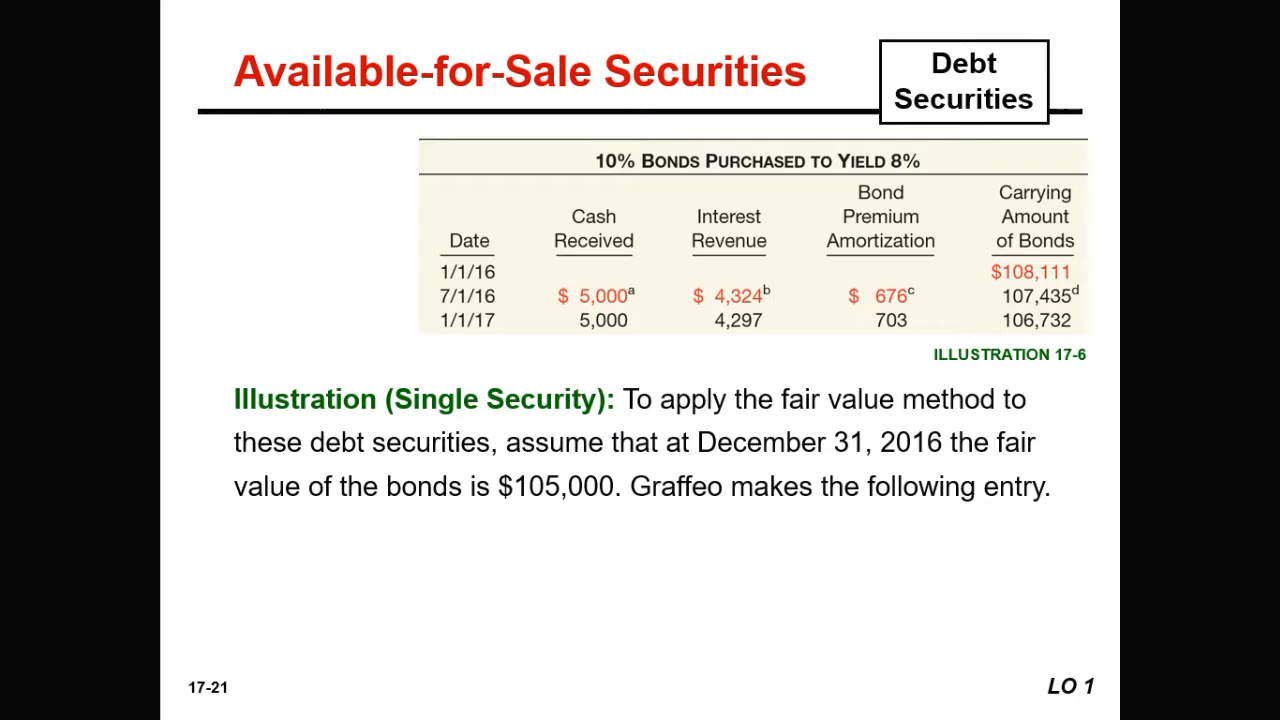 Available-for-Sale Securities
Debt
Securities
10% BONDS PURCHASED TO YIELD 8%
Date
Cash
Received
Interest
Revenue
Bond
Premium
Amortization
Carrying
Amount
of Bonds
1/1/16 $108,111
7/1/16 $ 5,000a $ 4,324b $ 676c 107,435d
1/1/17 5,000 4,297 703 106,732
ILLUSTRATION 17-6
Illustration (Single Security): To apply the fair value method to
these debt securities, assume that at December 31, 2016 the fair
value of the bonds is $105,000. Graffeo makes the following entry.
17-21
LO 1